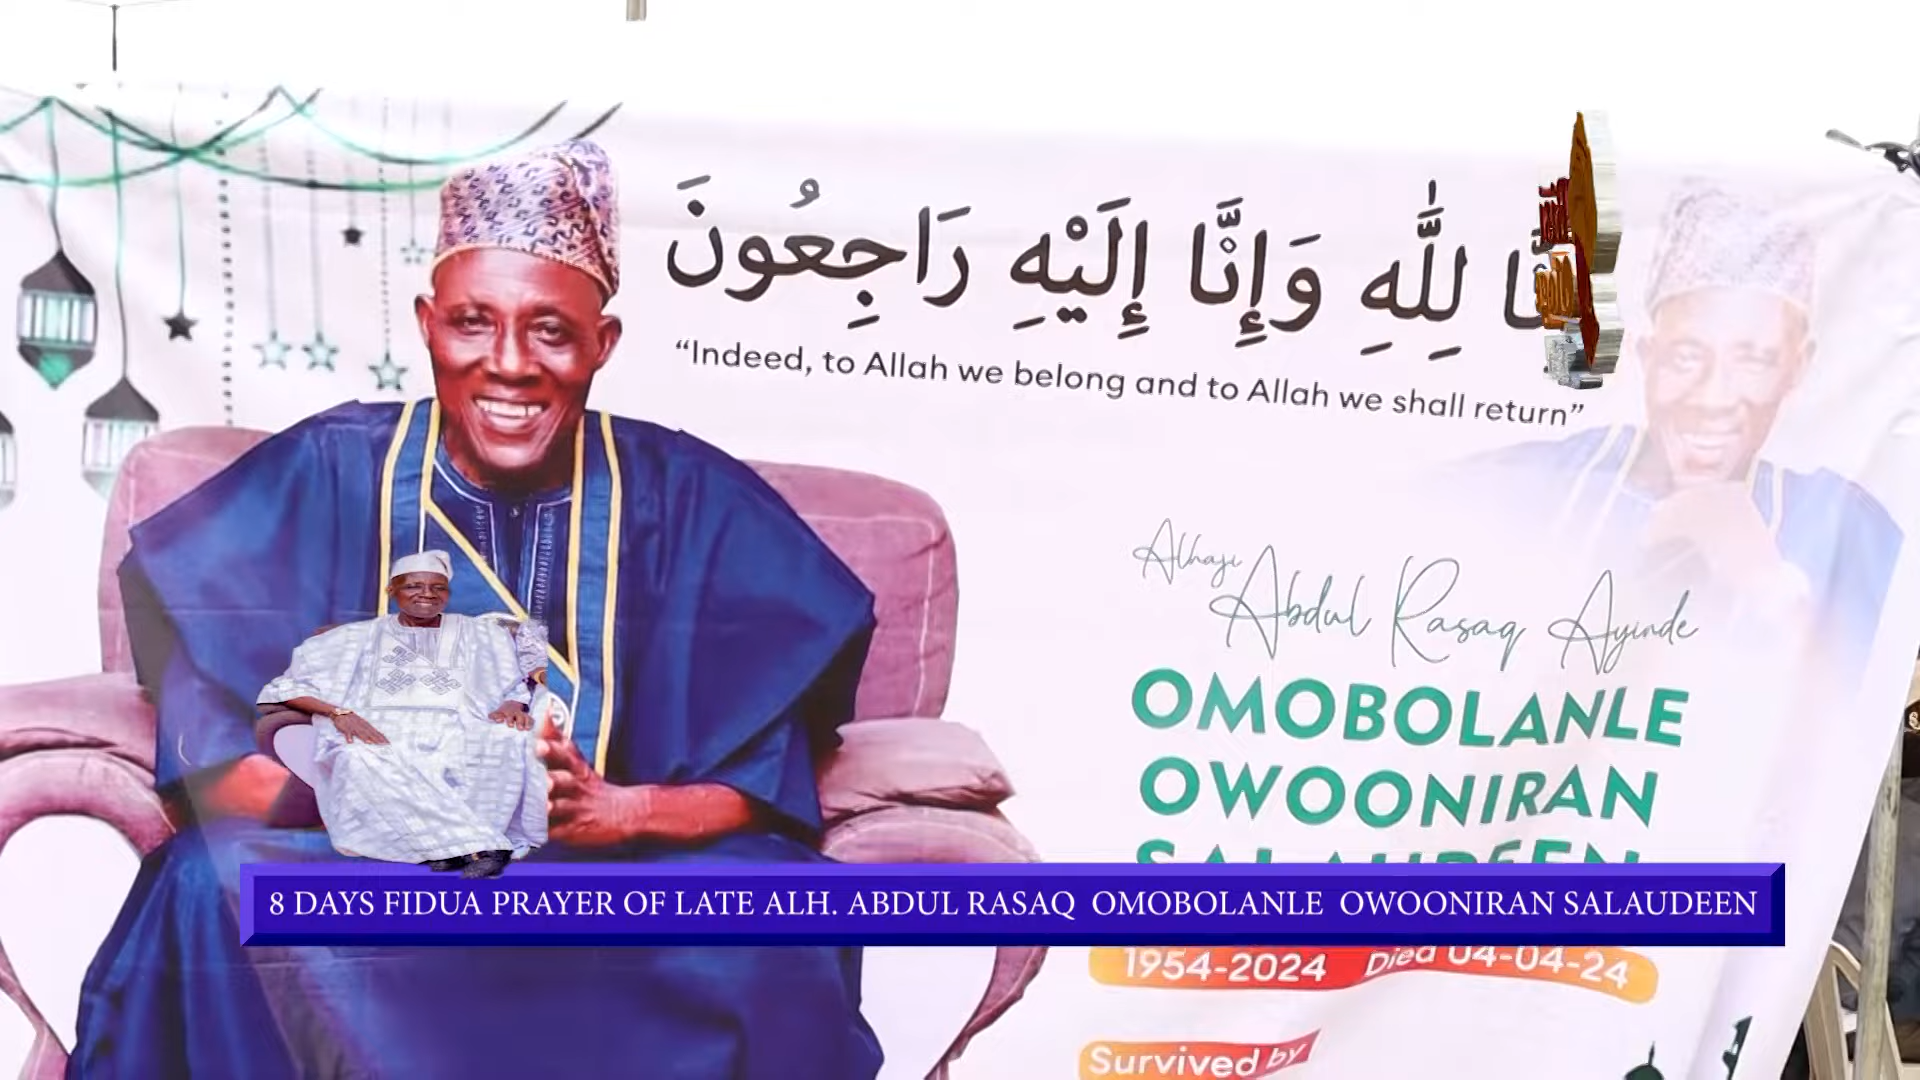 لِلَّٰهِ وَإِنَّا إِلَيْهِ رَاجِعُونَ
“Indeed, to Allah we belong and to Allah we shall return”
Alhaji
Abdul Rasaq Ayinde
OMOBOLANLE
OWOONIRAN
SALAUDEEN
8 DAYS FIDUA PRAYER OF LATE ALH. ABDUL RASAQ OMOBOLANLE OWOONIRAN SALAUDEEN
1954-2024 Died 04-04-24
Survived by